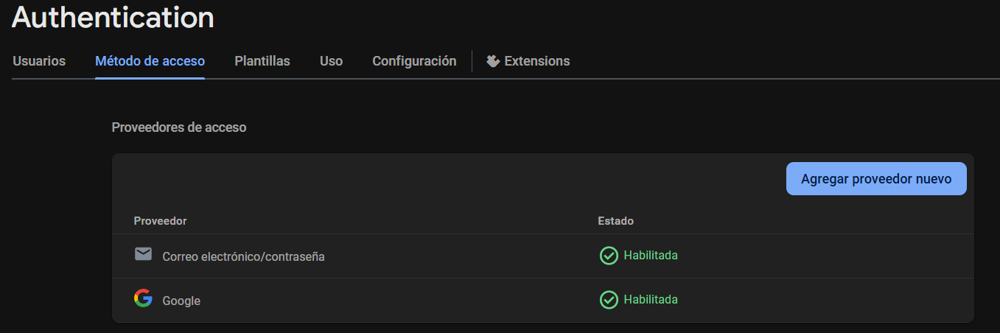 Authentication
Usuarios Método de acceso Plantillas Uso Configuración Extensions
Proveedores de acceso
Agregar proveedor nuevo
Proveedor Estado
Correo electrónico/contraseña Habilitada
Google Habilitada